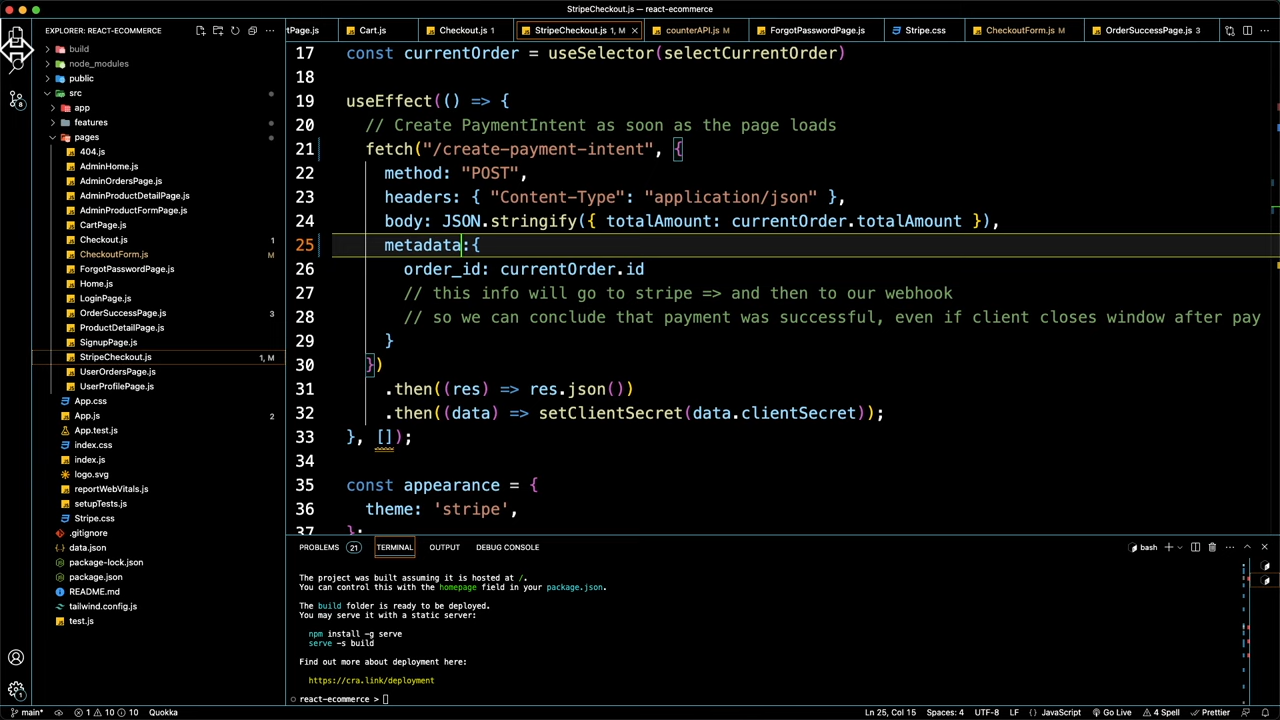 StripeCheckout.js — react-ecommerce
EXPLORER: REACT-ECOMMERCE
rtPage.js
Cart.js
Checkout.js 1
StripeCheckout.js 1, M
counterAPI.js M
ForgotPasswordPage.js
Stripe.css
CheckoutForm.js M
OrderSuccessPage.js 3
build
node_modules
public
src
app
features
pages
404.js
AdminHome.js
AdminOrdersPage.js
AdminProductDetailPage.js
AdminProductFormPage.js
CartPage.js
Checkout.js 1
CheckoutForm.js M
ForgotPasswordPage.js
Home.js
LoginPage.js
OrderSuccessPage.js 3
ProductDetailPage.js
SignupPage.js
StripeCheckout.js 1, M
UserOrdersPage.js
UserProfilePage.js
App.css
App.js 2
App.test.js
index.css
index.js
logo.svg
reportWebVitals.js
setupTests.js
Stripe.css
.gitignore
data.json
package-lock.json
package.json
README.md
tailwind.config.js
test.js
17 const currentOrder = useSelector(selectCurrentOrder)
18
19 useEffect(() => {
20 // Create PaymentIntent as soon as the page loads
21 fetch("/create-payment-intent", {
22 method: "POST",
23 headers: { "Content-Type": "application/json" },
24 body: JSON.stringify({ totalAmount: currentOrder.totalAmount }),
25 metadata:{
26 order_id: currentOrder.id
27 // this info will go to stripe => and then to our webhook
28 // so we can conclude that payment was successful, even if client closes window after pay
29 }
30 })
31 .then((res) => res.json())
32 .then((data) => setClientSecret(data.clientSecret));
33 }, []);
34
35 const appearance = {
36 theme: 'stripe',
37 };
PROBLEMS 21 TERMINAL OUTPUT DEBUG CONSOLE
bash
The project was built assuming it is hosted at /.
You can control this with the homepage field in your package.json.
The build folder is ready to be deployed.
You may serve it with a static server:
npm install -g serve
serve -s build
Find out more about deployment here:
https://cra.link/deployment
react-ecommerce >
main* 1 10 10 Quokka
Ln 25, Col 15 Spaces: 4 UTF-8 LF JavaScript Go Live 4 Spell Prettier